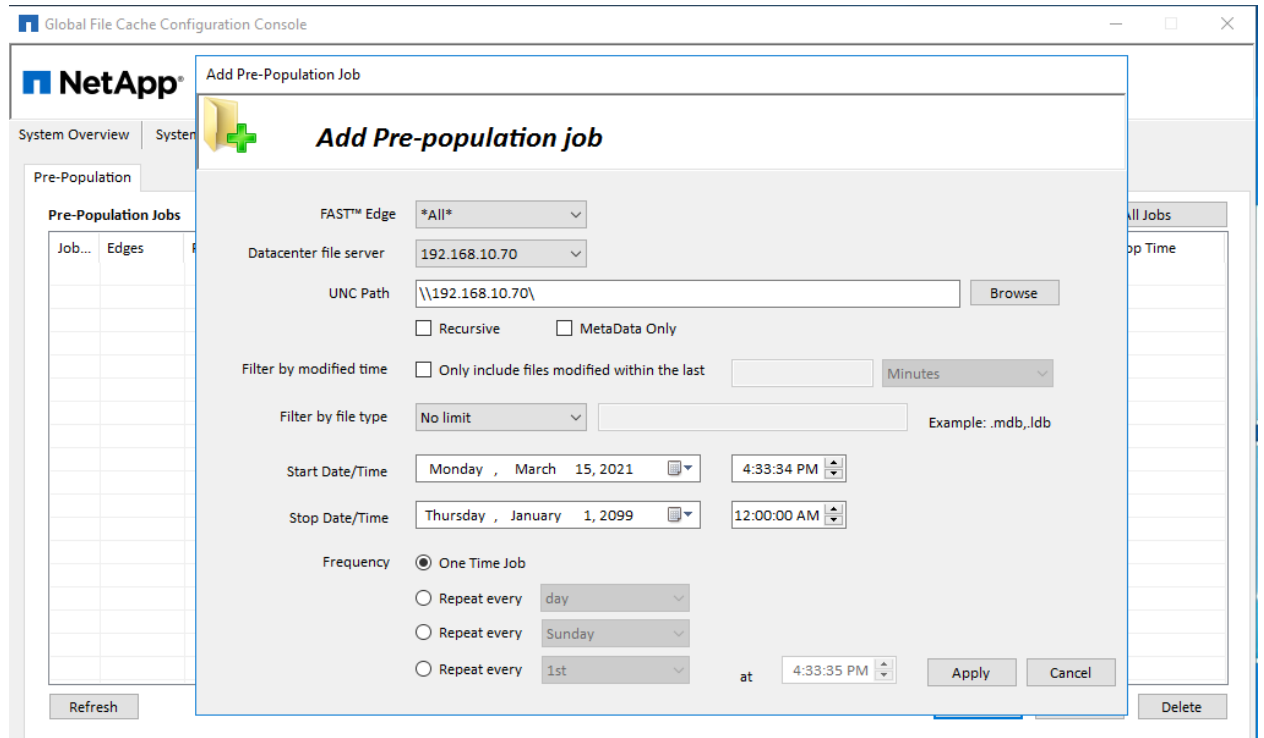 Global File Cache Configuration Console
NetApp®
Add Pre-Population Job
Add Pre-population job
System Overview
Pre-Population
Pre-Population Jobs
Job... Edges
All Jobs
Time
FAST™ Edge *All*
Datacenter file server 192.168.10.70
UNC Path \\192.168.10.70\ Browse
Recursive MetaData Only
Filter by modified time Only include files modified within the last Minutes
Filter by file type No limit Example: .mdb,.ldb
Start Date/Time Monday , March 15, 2021 4:33:34 PM
Stop Date/Time Thursday , January 1, 2099 12:00:00 AM
Frequency One Time Job
Repeat every day
Repeat every Sunday
Repeat every 1st at 4:33:35 PM Apply Cancel
Refresh Delete